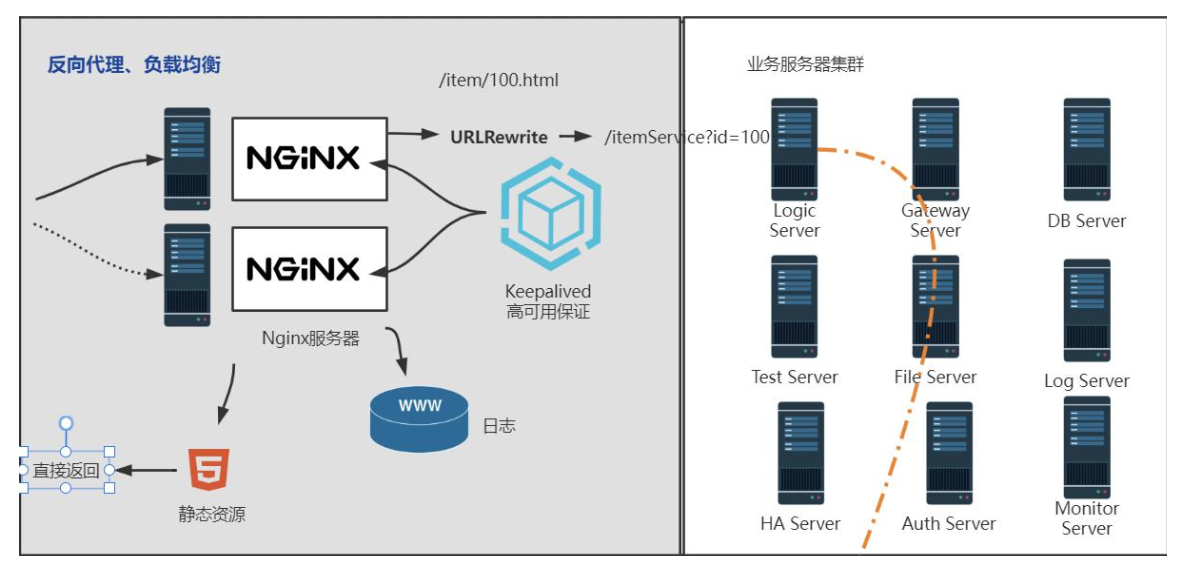 反向代理、负载均衡
/item/100.html
NGiNX
URLRewrite
/itemService?id=100
NGiNX
Keepalived
高可用保证
Nginx服务器
www
日志
直接返回
5
静态资源
业务服务器集群
Logic
Server
Gateway
Server
DB Server
Test Server
File Server
Log Server
HA Server
Auth Server
Monitor
Server